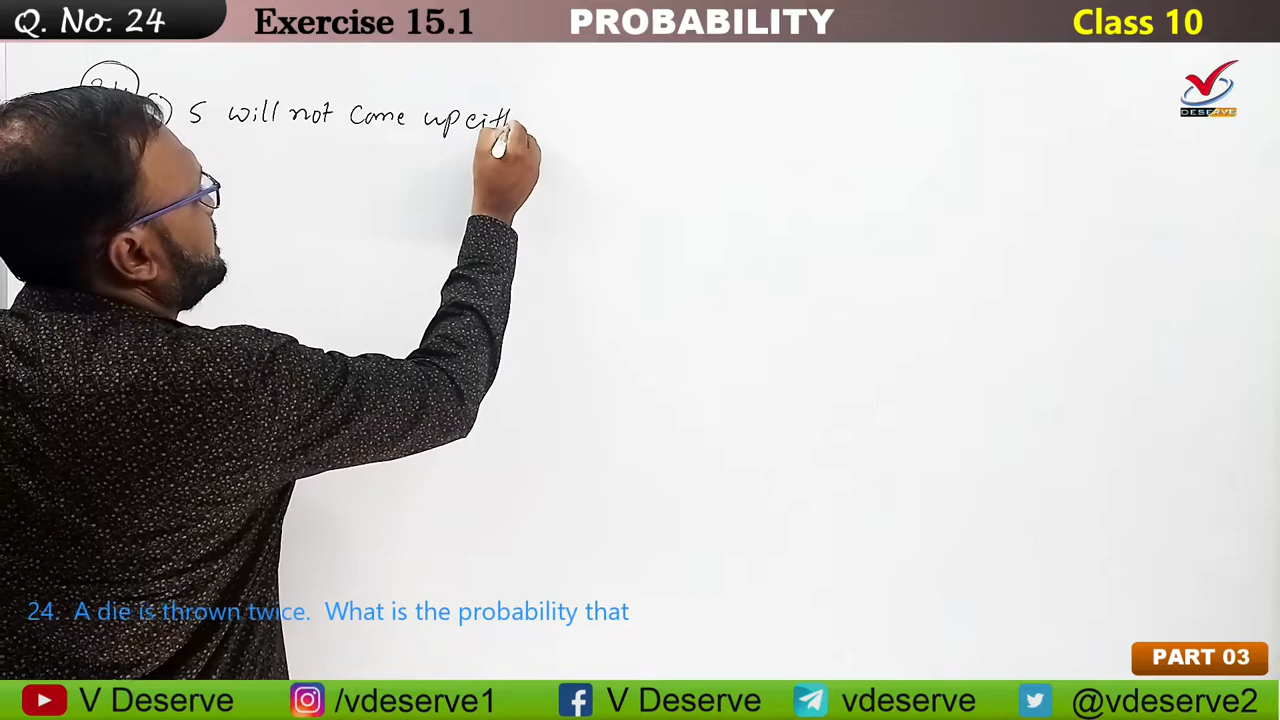 Q. No. 24 Exercise 15.1 PROBABILITY Class 10
DESERVE
5 will not come up eith
24. A die is thrown twice. What is the probability that
PART 03
V Deserve /vdeserve1 V Deserve vdeserve @vdeserve2